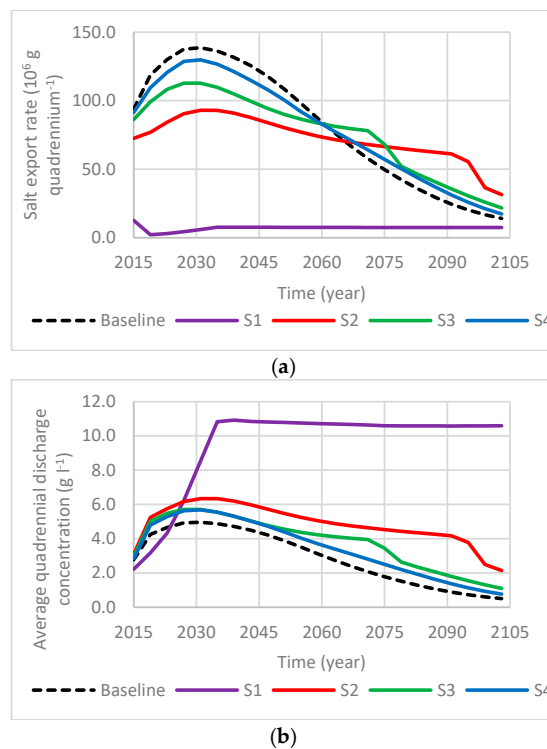 150.0
100.0
50.0
0.0
Salt export rate (10⁶ g
quadrennium⁻¹)
2015 2030 2045 2060 2075 2090 2105
Time (year)
Baseline S1 S2 S3 S4
(a)
12.0
10.0
8.0
6.0
4.0
2.0
0.0
Average quadrennial discharge
concentration (g l⁻¹)
2015 2030 2045 2060 2075 2090 2105
Time (year)
Baseline S1 S2 S3 S4
(b)